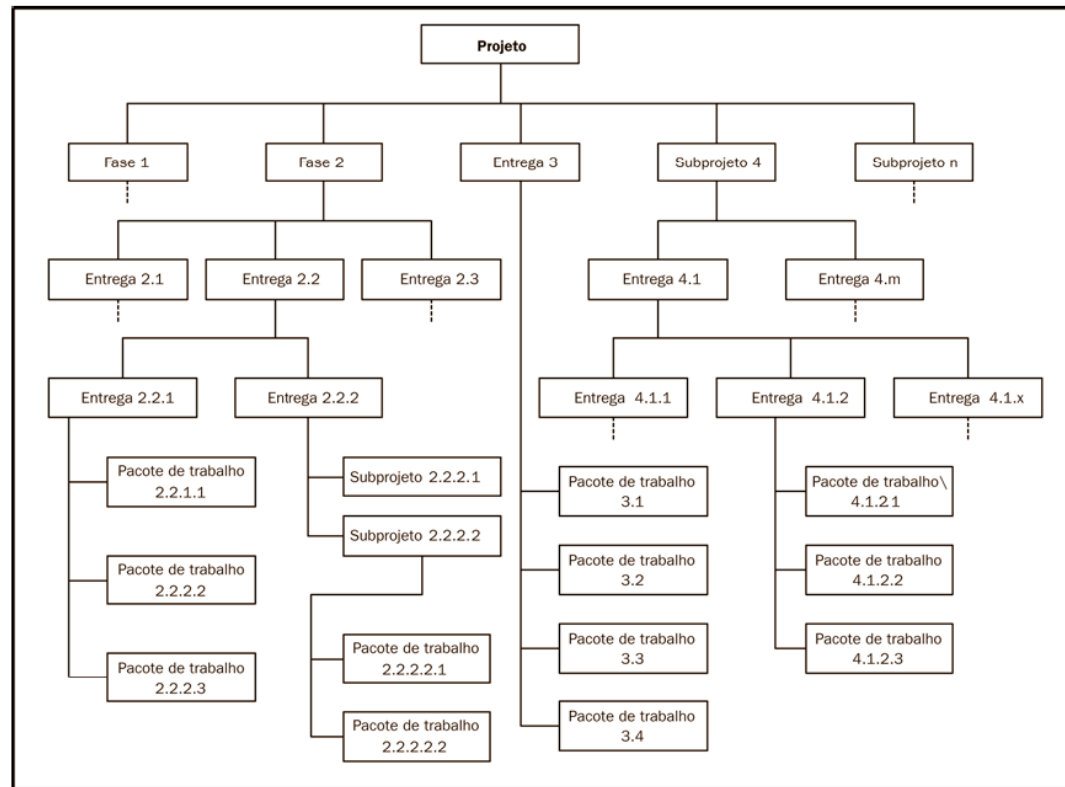 Projeto
Fase 1
Fase 2
Entrega 3
Subprojeto 4
Subprojeto n
Entrega 2.1
Entrega 2.2
Entrega 2.3
Entrega 4.1
Entrega 4.m
Entrega 2.2.1
Entrega 2.2.2
Entrega 4.1.1
Entrega 4.1.2
Entrega 4.1.x
Pacote de trabalho
2.2.1.1
Pacote de trabalho
2.2.2.2
Pacote de trabalho
2.2.2.3
Subprojeto 2.2.2.1
Subprojeto 2.2.2.2
Pacote de trabalho
2.2.2.2.1
Pacote de trabalho
2.2.2.2.2
Pacote de trabalho
3.1
Pacote de trabalho
3.2
Pacote de trabalho
3.3
Pacote de trabalho
3.4
Pacote de trabalho\
4.1.2.1
Pacote de trabalho
4.1.2.2
Pacote de trabalho
4.1.2.3